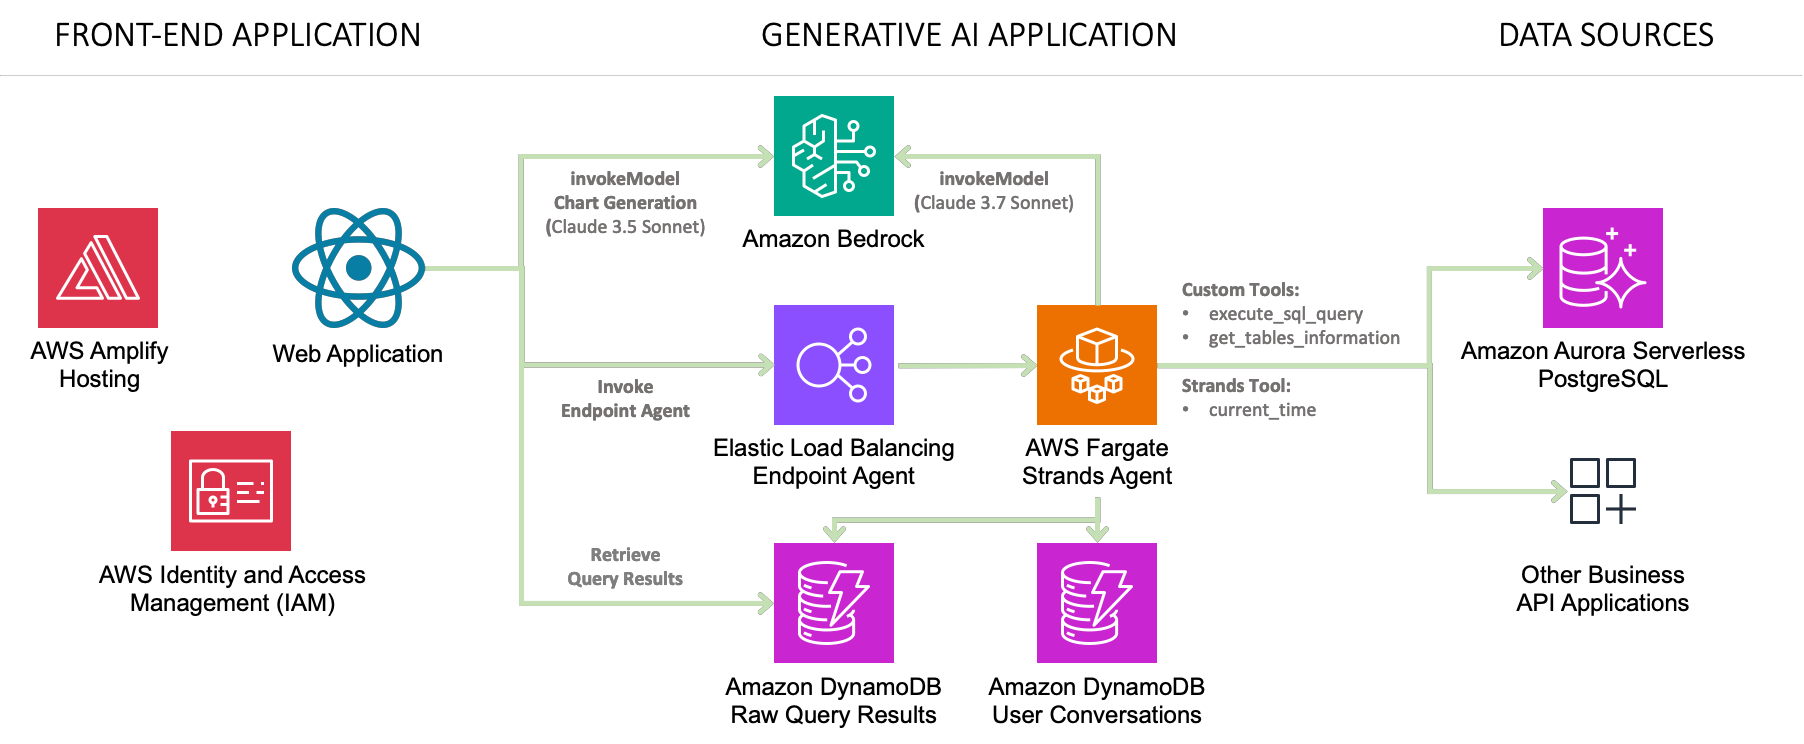 FRONT-END APPLICATION
GENERATIVE AI APPLICATION
DATA SOURCES
AWS Amplify
Hosting
Web Application
AWS Identity and Access
Management (IAM)
invokeModel
Chart Generation
(Claude 3.5 Sonnet)
Amazon Bedrock
invokeModel
(Claude 3.7 Sonnet)
Invoke
Endpoint Agent
Elastic Load Balancing
Endpoint Agent
AWS Fargate
Strands Agent
Custom Tools:
• execute_sql_query
• get_tables_information
Strands Tool:
• current_time
Retrieve
Query Results
Amazon DynamoDB
Raw Query Results
Amazon DynamoDB
User Conversations
Amazon Aurora Serverless
PostgreSQL
Other Business
API Applications